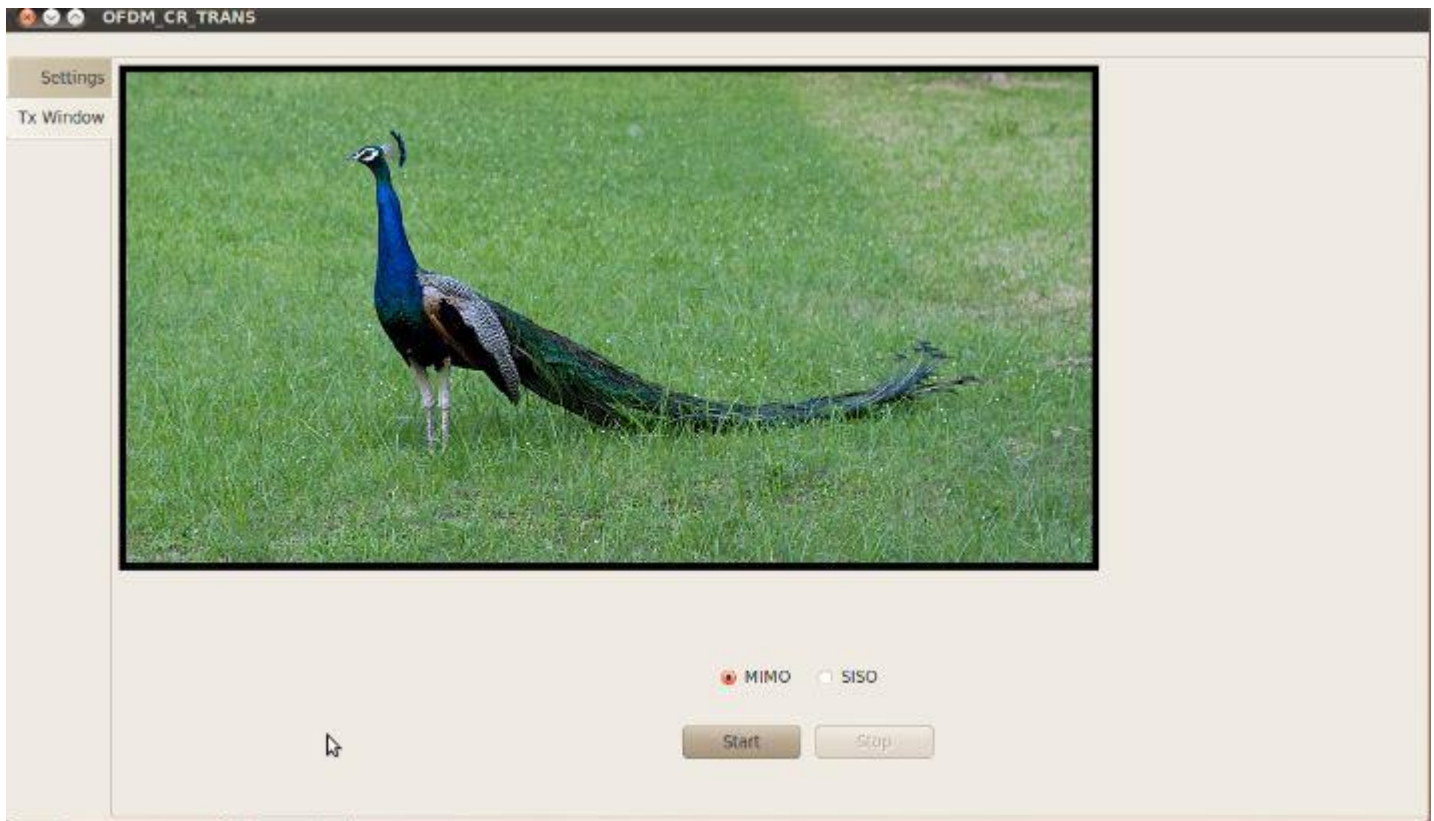 OFDM_CR_TRANS
Settings
Tx Window
MIMO SISO
Start Stop